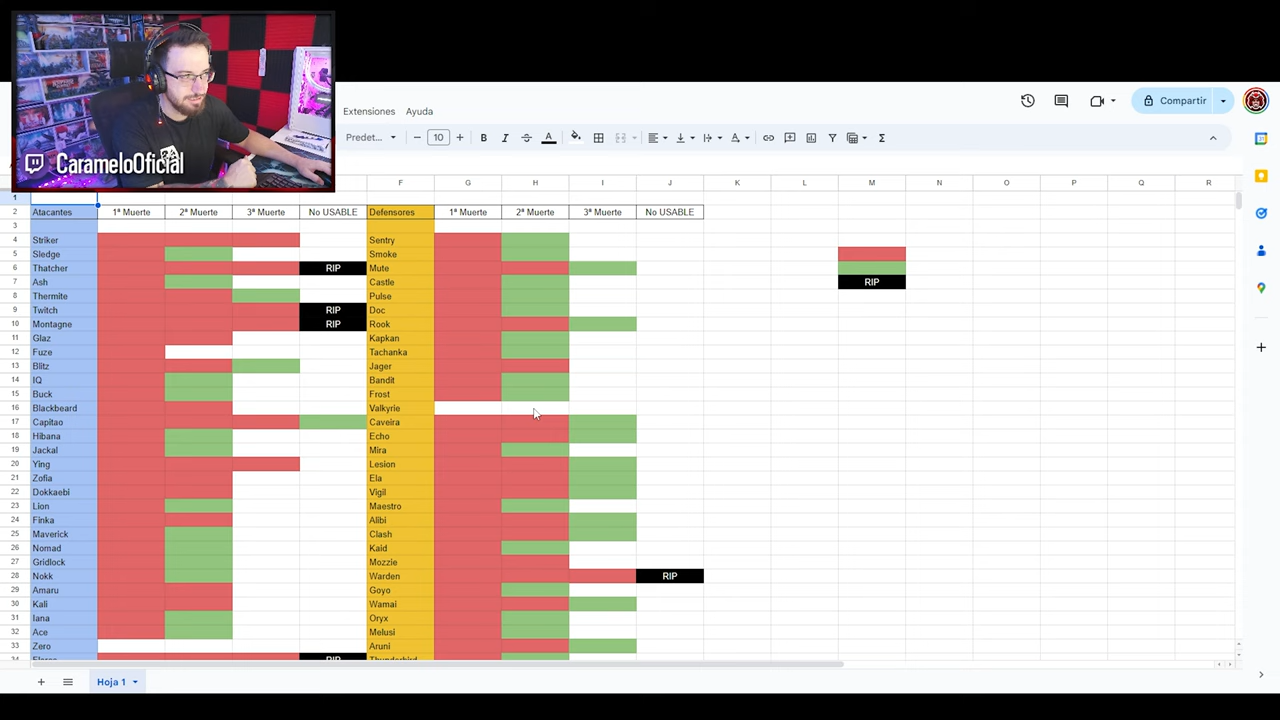 CarameloOficial
Extensiones Ayuda
Compartir
Predet... 10 B I A Σ
F G H I J K L M N O P Q R
1
2 Atacantes 1ª Muerte 2ª Muerte 3ª Muerte No USABLE Defensores 1ª Muerte 2ª Muerte 3ª Muerte No USABLE
3
4 Striker Sentry
5 Sledge Smoke
6 Thatcher RIP Mute
7 Ash Castle RIP
8 Thermite Pulse
9 Twitch RIP Doc
10 Montagne RIP Rook
11 Glaz Kapkan
12 Fuze Tachanka
13 Blitz Jager
14 IQ Bandit
15 Buck Frost
16 Blackbeard Valkyrie
17 Capitao Caveira
18 Hibana Echo
19 Jackal Mira
20 Ying Lesion
21 Zofia Ela
22 Dokkaebi Vigil
23 Lion Maestro
24 Finka Alibi
25 Maverick Clash
26 Nomad Kaid
27 Gridlock Mozzie
28 Nokk Warden RIP
29 Amaru Goyo
30 Kali Wamai
31 Iana Oryx
32 Ace Melusi
33 Zero Aruni
34 Flores RIP Thunderbird
Hoja 1